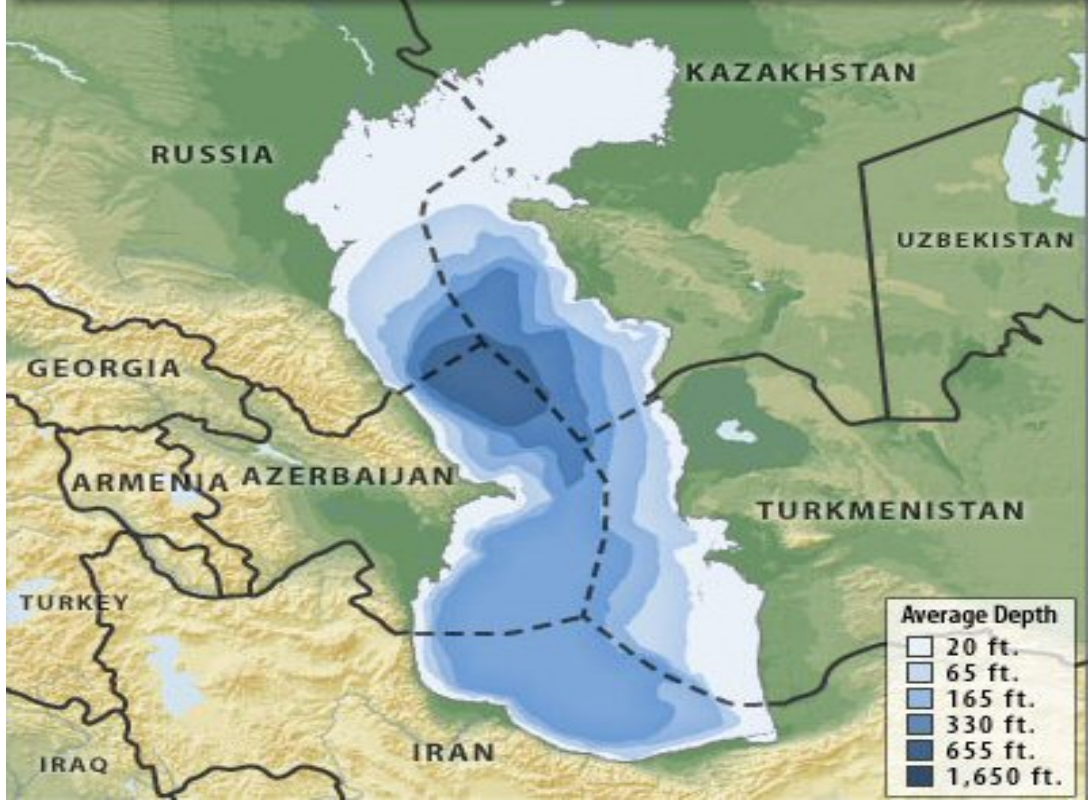 KAZAKHSTAN
RUSSIA
UZBEKISTAN
GEORGIA
ARMENIA
AZERBAIJAN
TURKMENISTAN
TURKEY
IRAN
IRAQ
Average Depth
20 ft.
65 ft.
165 ft.
330 ft.
655 ft.
1,650 ft.